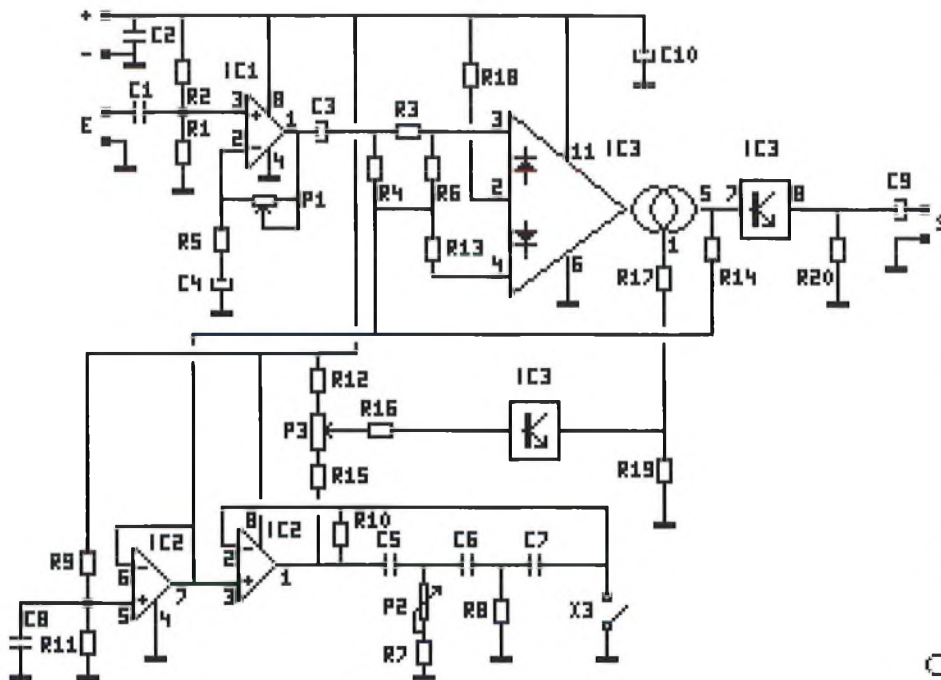 +
C2
-
C10
IC1
R18
C1
R2
3
8
C3
R3
3
IC3
IC3
E
+
1
11
R1
2
-
4
R4
R6
2
5
7
8
C9
P1
1
S
R5
R13
R17
R14
R20
4
6
C4
R12
IC3
R16
P3
R15
R19
8
R10
IC2
IC2
2
-
C5
C6
C7
R9
6
-
1
7
+
3
P2
R8
X3
C8
5
+
4
R11
R7